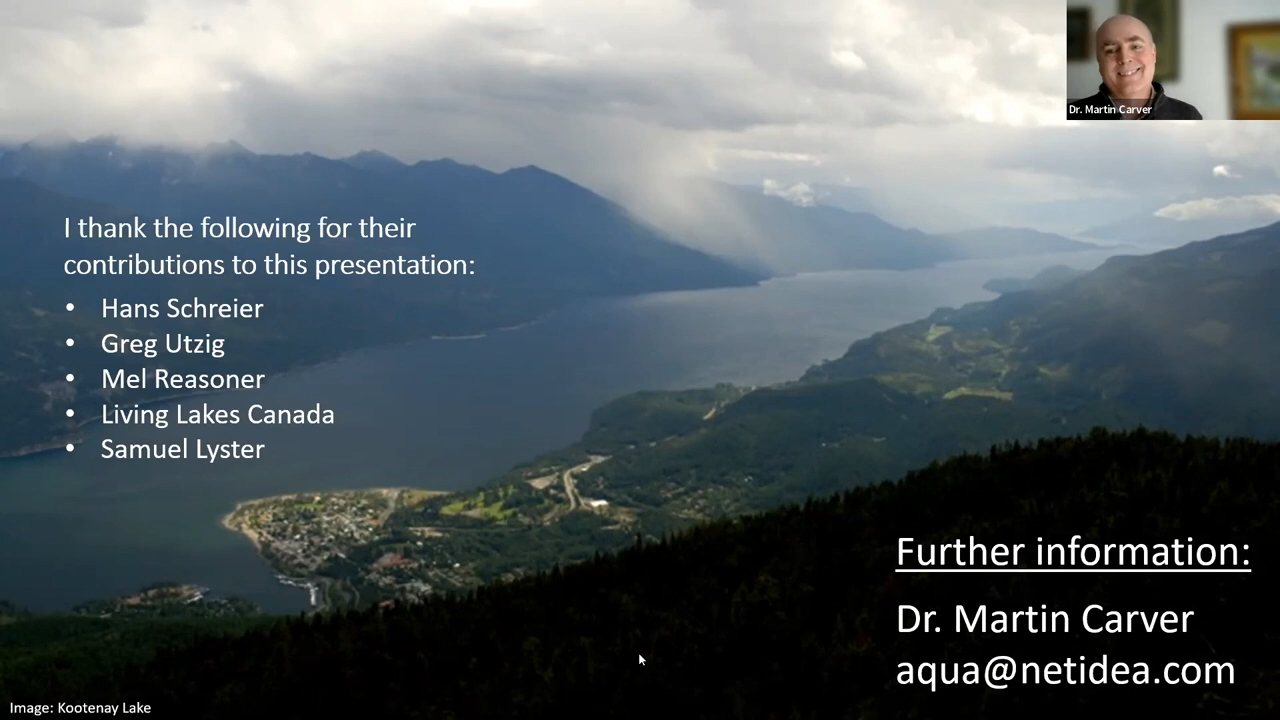 Dr. Martin Carver
I thank the following for their
contributions to this presentation:
• Hans Schreier
• Greg Utzig
• Mel Reasoner
• Living Lakes Canada
• Samuel Lyster
Further information:
Dr. Martin Carver
aqua@netidea.com
Image: Kootenay Lake